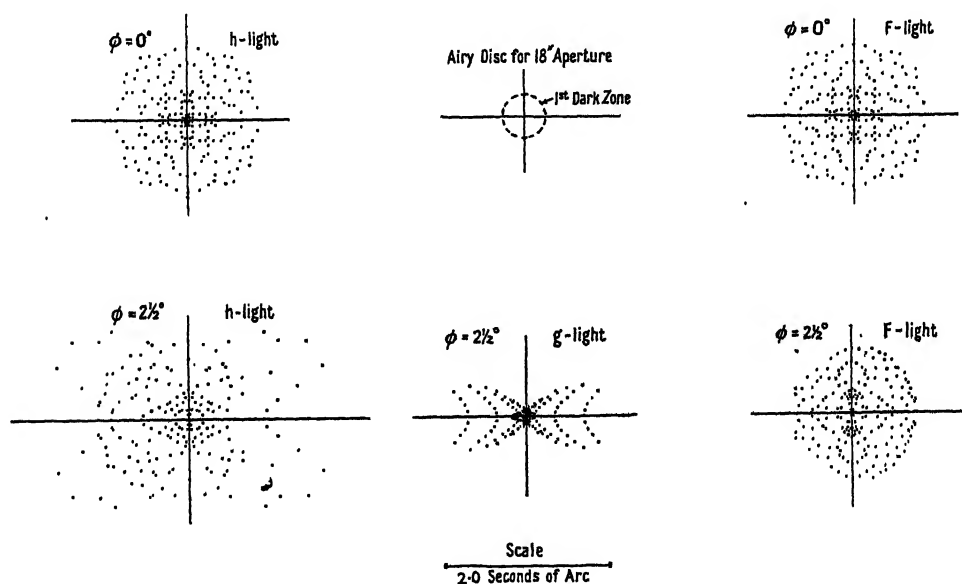 ϕ = 0° h-light
Airy Disc for 18" Aperture
1st Dark Zone
ϕ = 0° F-light
ϕ = 2½° h-light
ϕ = 2½° g-light
ϕ = 2½° F-light
Scale
2·0 Seconds of Arc